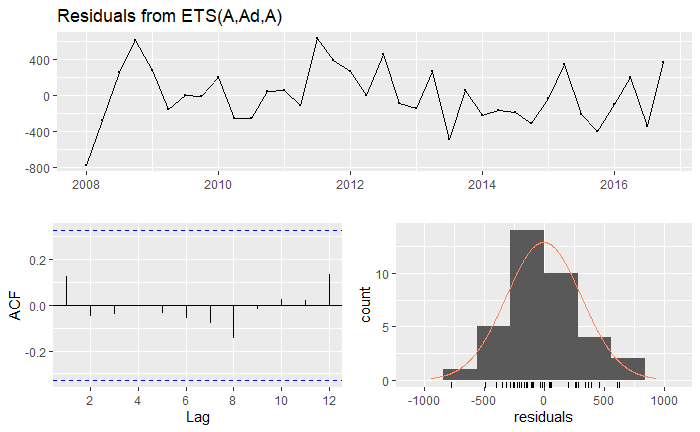 Residuals from ETS(A,Ad,A)
400
0
-400
-800
2008 2010 2012 2014 2016
ACF
0.2
0.0
-0.2
2 4 6 8 10 12
Lag
count
10
5
0
-1000 -500 0 500 1000
residuals